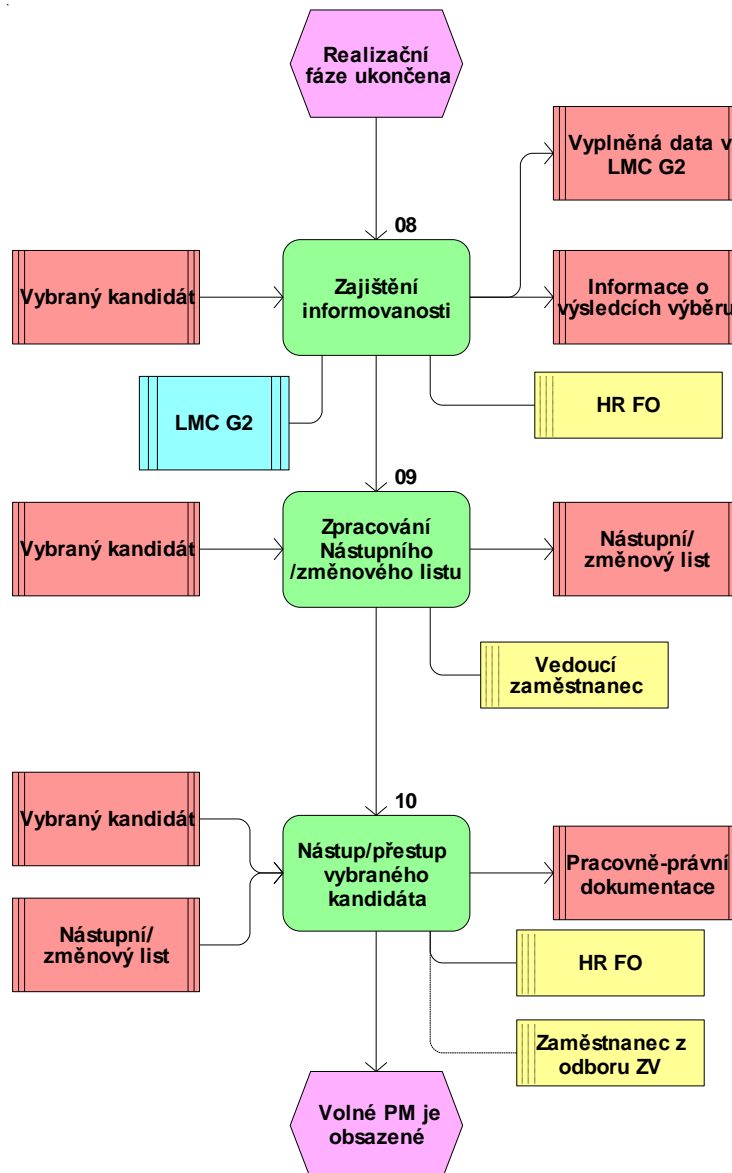 Realizační
fáze ukončena
Vyplněná data v
LMC G2
08
Vybraný kandidát
Zajištění
informovanosti
Informace o
výsledcích výběru
LMC G2
HR FO
09
Vybraný kandidát
Zpracování
Nástupního
/změnového listu
Nástupní/
změnový list
Vedoucí
zaměstnanec
10
Vybraný kandidát
Nástup/přestup
vybraného
kandidáta
Pracovně-právní
dokumentace
Nástupní/
změnový list
HR FO
Zaměstnanec z
odboru ZV
Volné PM je
obsazené